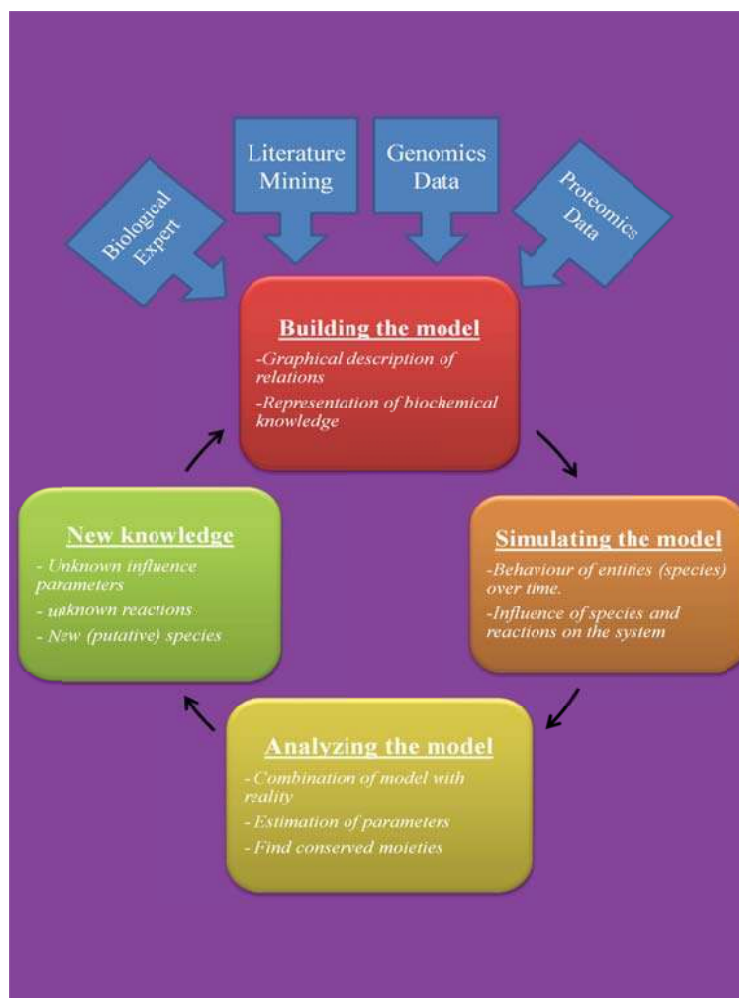 Biological
Expert
Literature
Mining
Genomics
Data
Proteomics
Data
Building the model
-Graphical description of
relations
-Representation of biochemical
knowledge
New knowledge
- Unknown influence
parameters
- unknown reactions
- New (putative) species
Simulating the model
-Behaviour of entities (species)
over time.
-Influence of species and
reactions on the system
Analyzing the model
- Combination of model with
reality
- Estimation of parameters
- Find conserved moieties